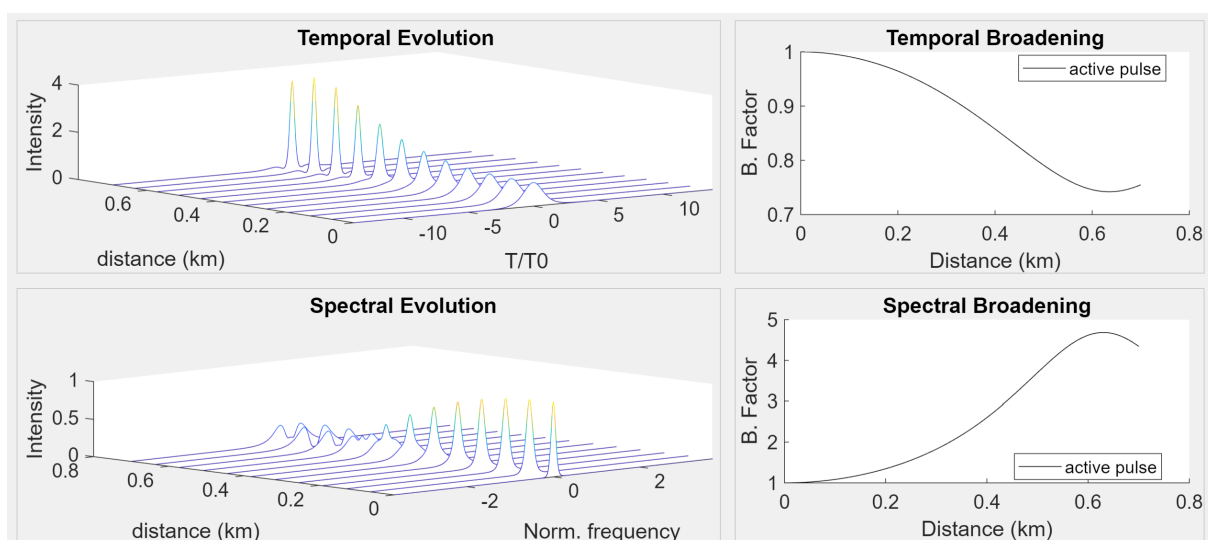 Temporal Evolution
4
2
0
Intensity
0.6
0.4
0.2
0
-10
-5
0
5
10
distance (km)
T/T0
Temporal Broadening
active pulse
1
0.9
0.8
0.7
B. Factor
0
0.2
0.4
0.6
0.8
Distance (km)
Spectral Evolution
1
0.5
0
Intensity
0.8
0.6
0.4
0.2
0
-2
0
2
distance (km)
Norm. frequency
Spectral Broadening
5
4
3
2
1
B. Factor
active pulse
0
0.2
0.4
0.6
0.8
Distance (km)